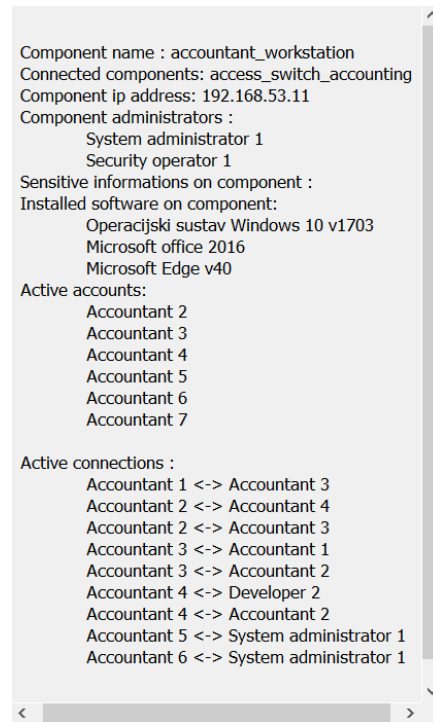 Component name : accountant_workstation
Connected components: access_switch_accounting
Component ip address: 192.168.53.11
Component administrators :
System administrator 1
Security operator 1
Sensitive informations on component :
Installed software on component:
Operacijski sustav Windows 10 v1703
Microsoft office 2016
Microsoft Edge v40
Active accounts:
Accountant 2
Accountant 3
Accountant 4
Accountant 5
Accountant 6
Accountant 7
Active connections :
Accountant 1 <-> Accountant 3
Accountant 2 <-> Accountant 4
Accountant 2 <-> Accountant 3
Accountant 3 <-> Accountant 1
Accountant 3 <-> Accountant 2
Accountant 4 <-> Developer 2
Accountant 4 <-> Accountant 2
Accountant 5 <-> System administrator 1
Accountant 6 <-> System administrator 1